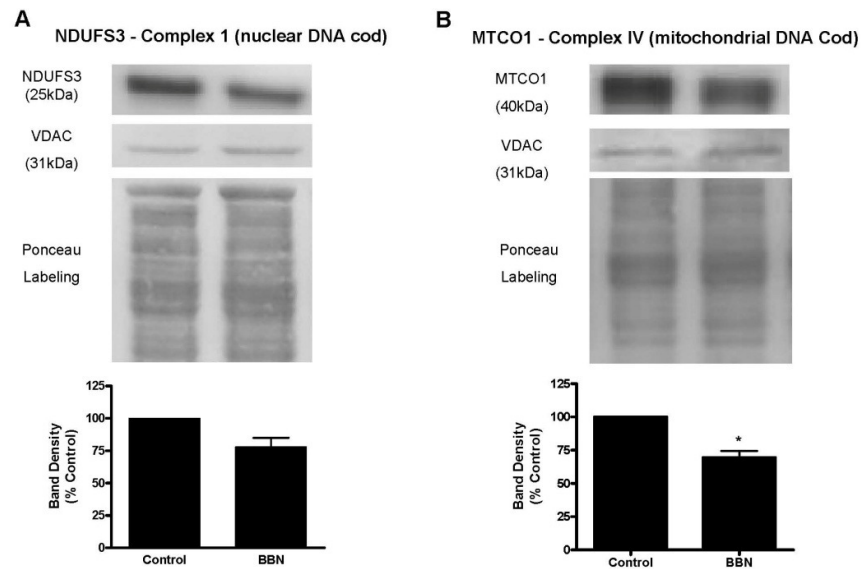 A
NDUFS3 - Complex 1 (nuclear DNA cod)
NDUFS3
(25kDa)
VDAC
(31kDa)
Ponceau
Labeling
125
100
75
50
25
0
Band Density
(% Control)
Control
BBN
B
MTCO1 - Complex IV (mitochondrial DNA Cod)
MTCO1
(40kDa)
VDAC
(31kDa)
Ponceau
Labeling
125
100
75
50
25
0
Band Density
(% Control)
*
Control
BBN